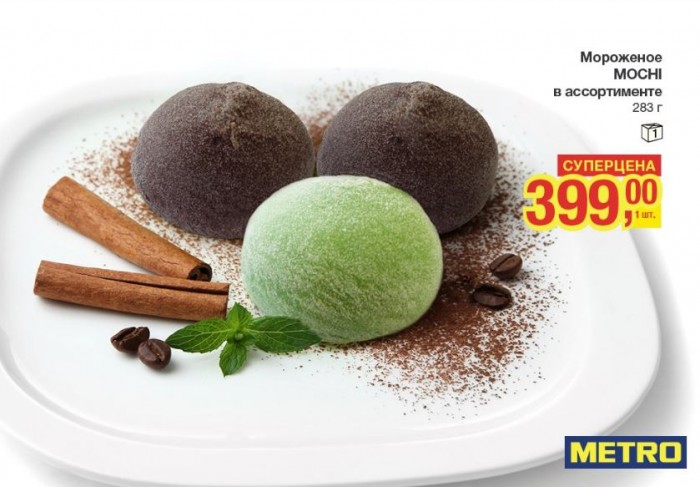 Мороженое
MOCHI
в ассортименте
283 г
1
СУПЕРЦЕНА
399,00
1 шт.
METRO